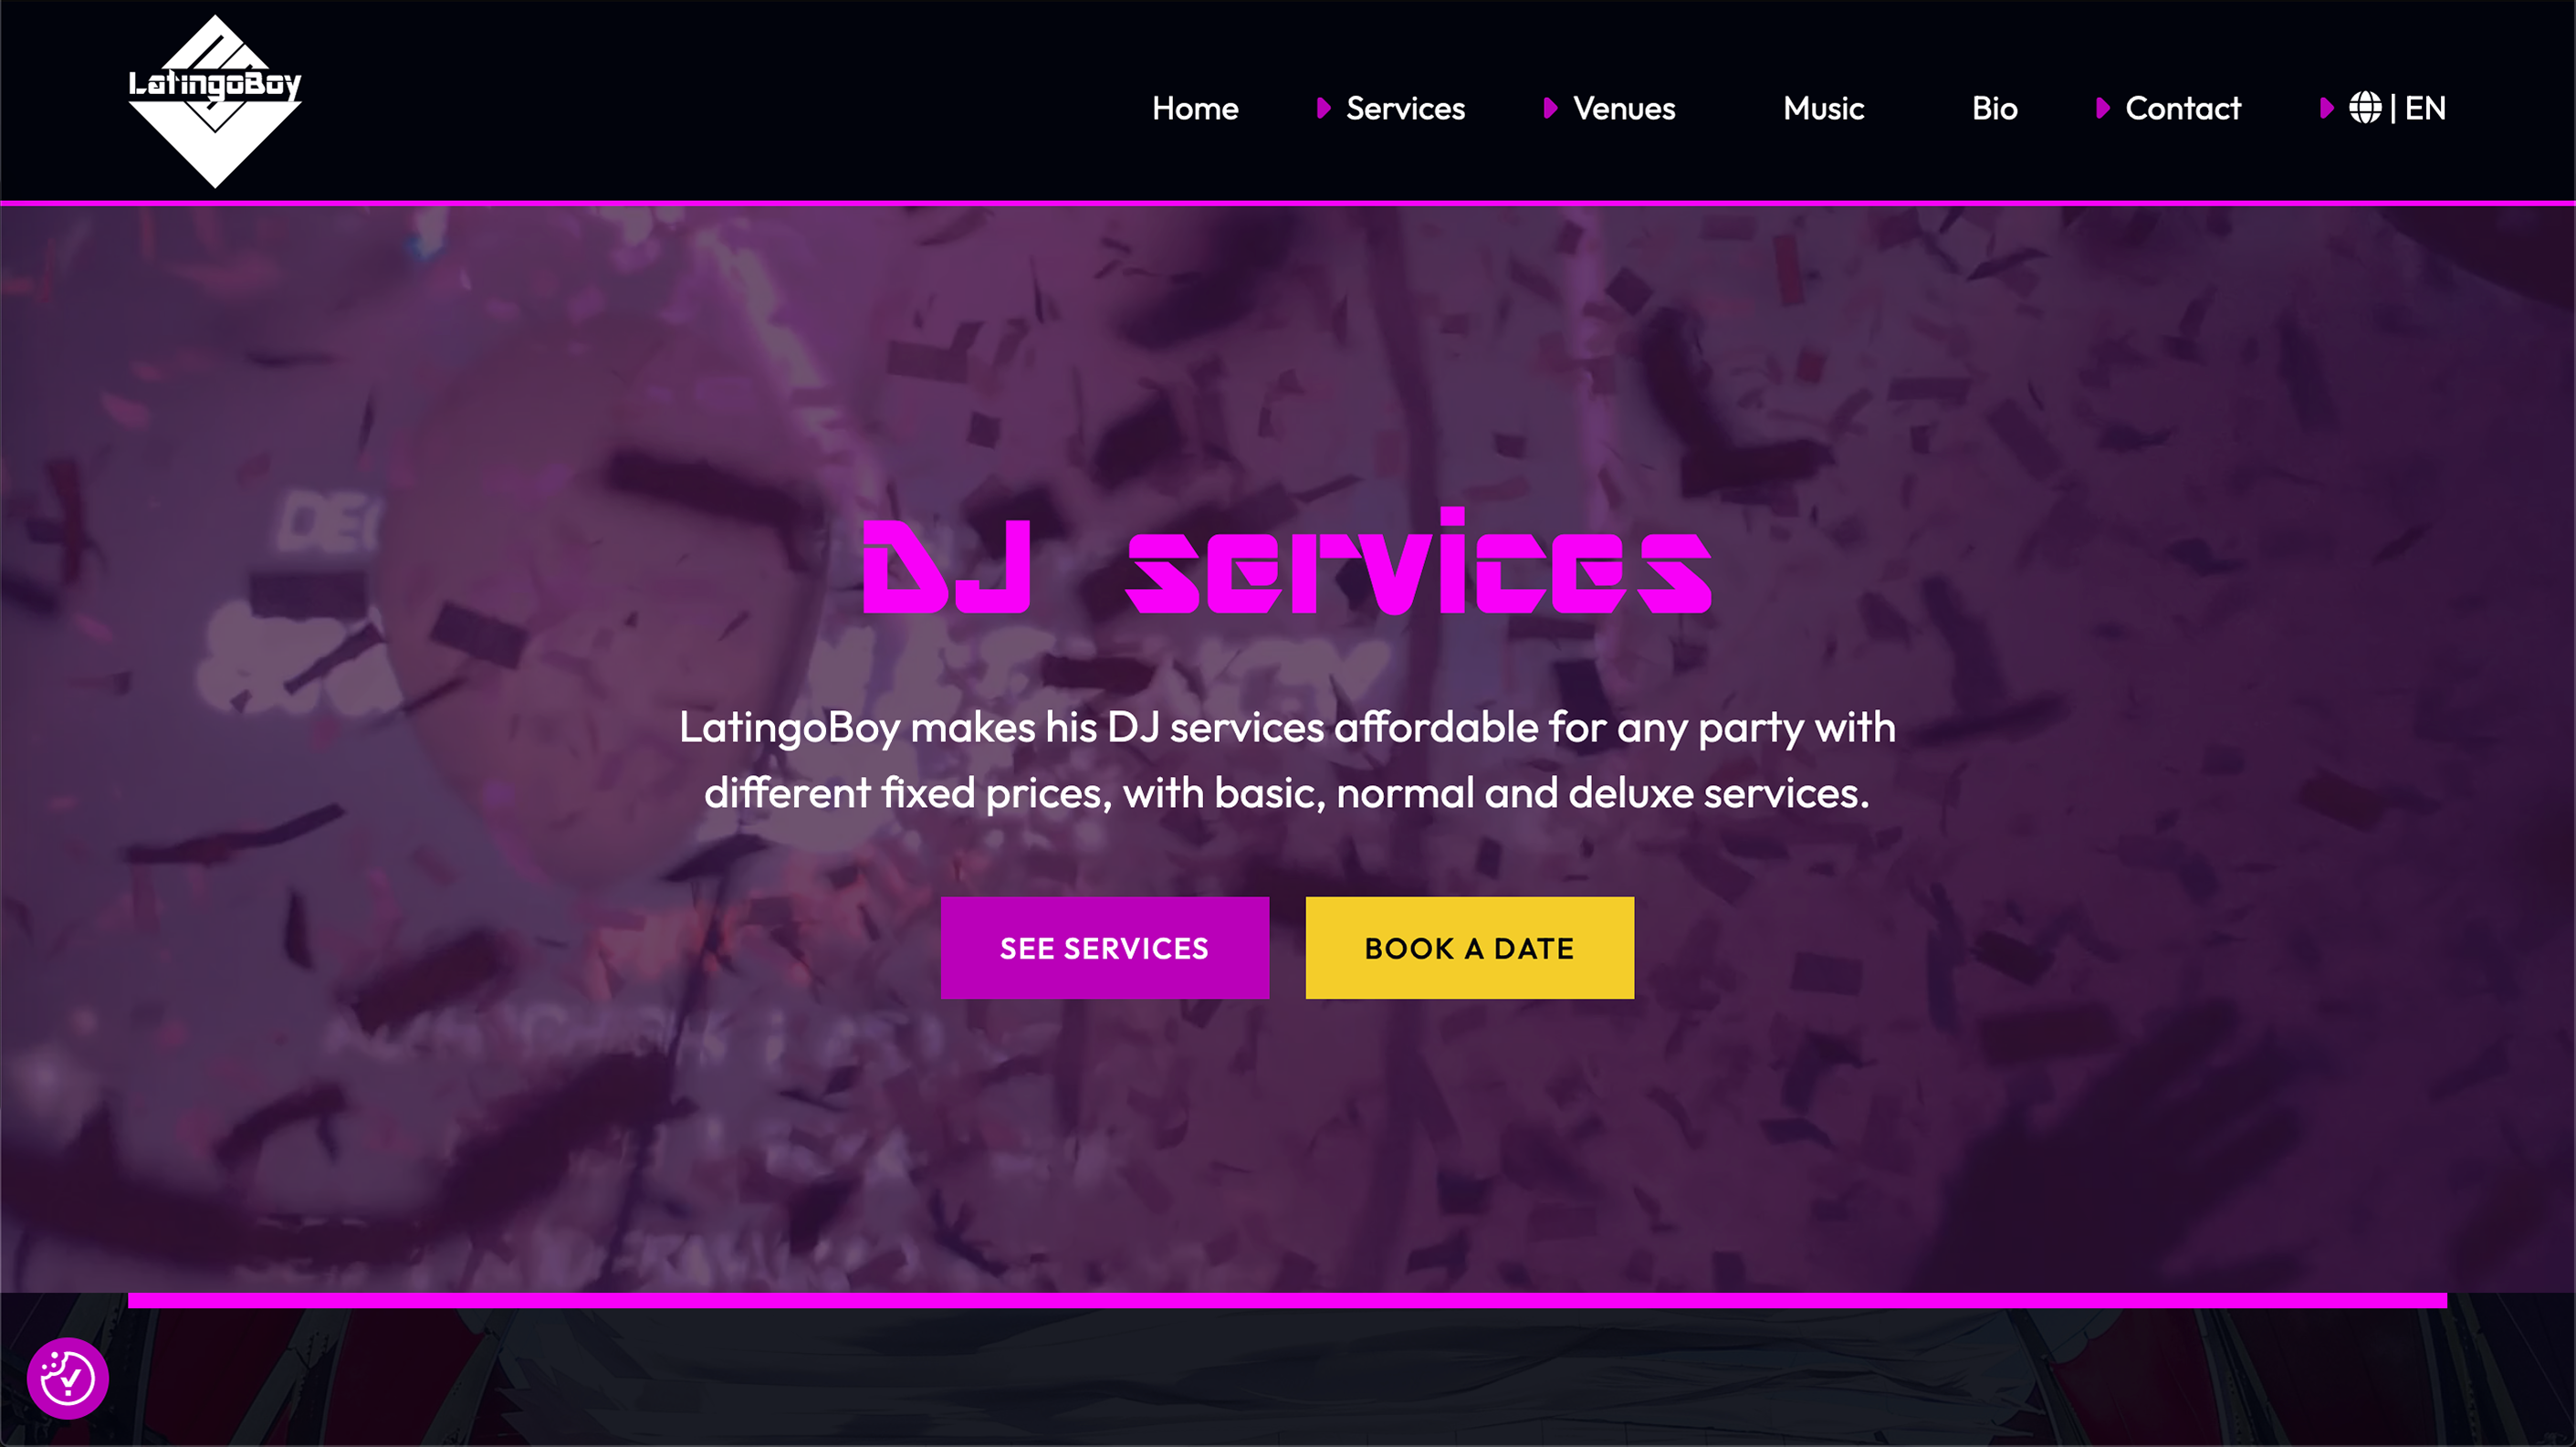 LatingoBoy
Home
Services
Venues
Music
Bio
Contact
| EN
DJ services
LatingoBoy makes his DJ services affordable for any party with
different fixed prices, with basic, normal and deluxe services.
SEE SERVICES
BOOK A DATE